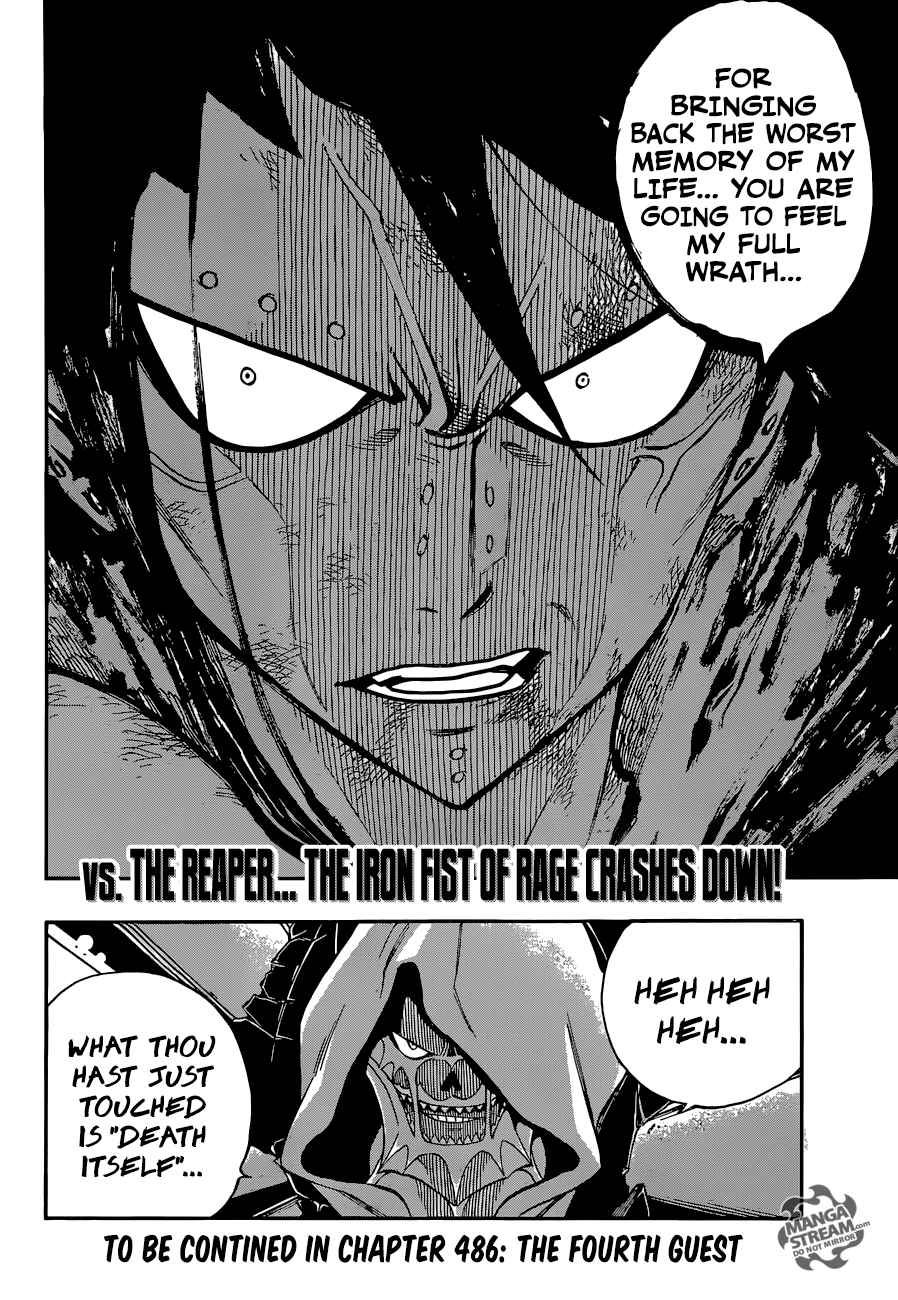 FOR
BRINGING
BACK THE WORST
MEMORY OF MY
LIFE... YOU ARE
GOING TO FEEL
MY FULL
WRATH...
VS. THE REAPER... THE IRON FIST OF RAGE CRASHES DOWN!
HEH HEH
HEH...
WHAT THOU
HAST JUST
TOUCHED
IS "DEATH
ITSELF"...
MANGA
STREAM.com
DO NOT MIRROR
TO BE CONTINED IN CHAPTER 486: THE FOURTH GUEST